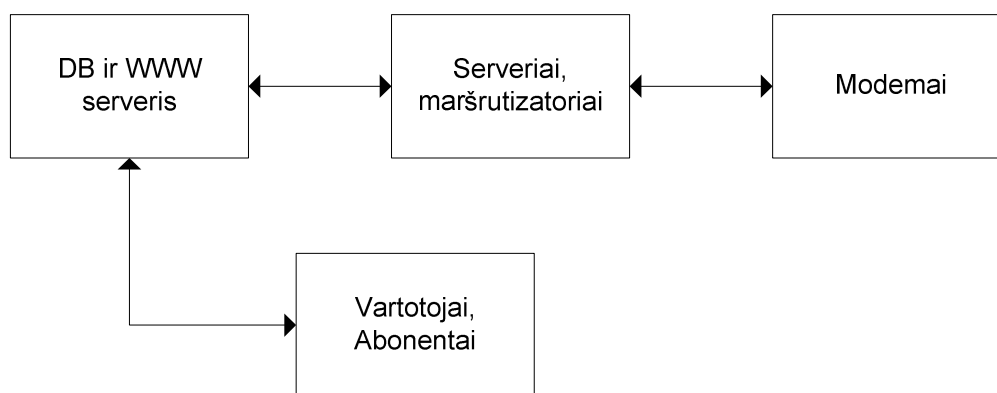 DB ir WWW
serveris
Serveriai,
maršrutizatoriai
Modemai
Vartotojai,
Abonentai